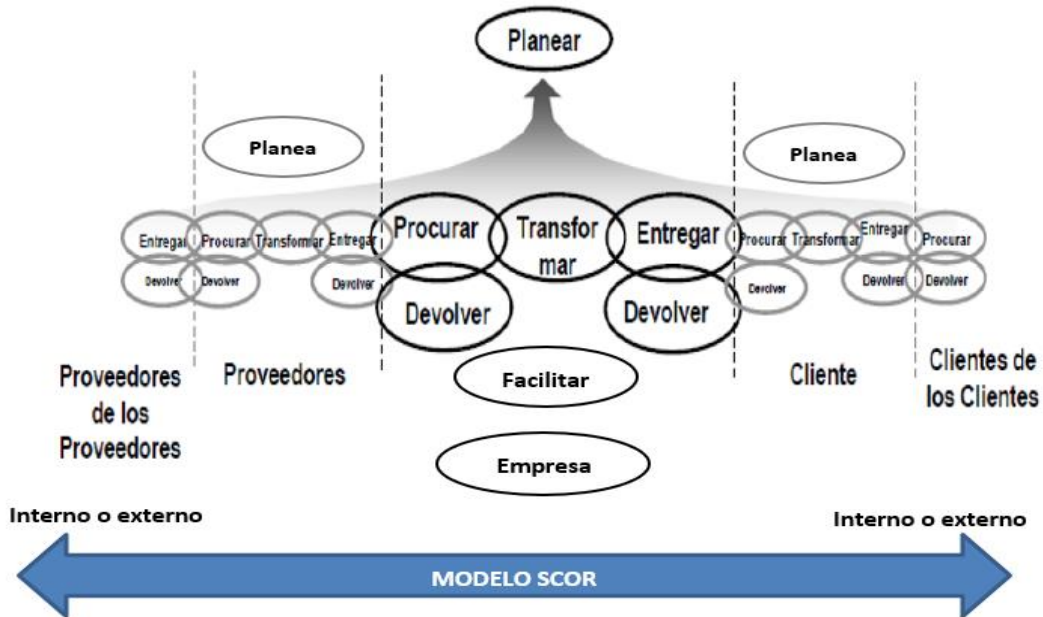 Planear
Planea
Planea
Entregar
Procurar
Transformar
Entregar
Procurar
Transfor
mar
Entregar
Procurar
Transformar
Entregar
Procurar
Devolver
Devolver
Devolver
Devolver
Devolver
Devolver
Devolver
Devolver
Proveedores
de los
Proveedores
Proveedores
Facilitar
Cliente
Clientes de
los Clientes
Empresa
Interno o externo
Interno o externo
MODELO SCOR